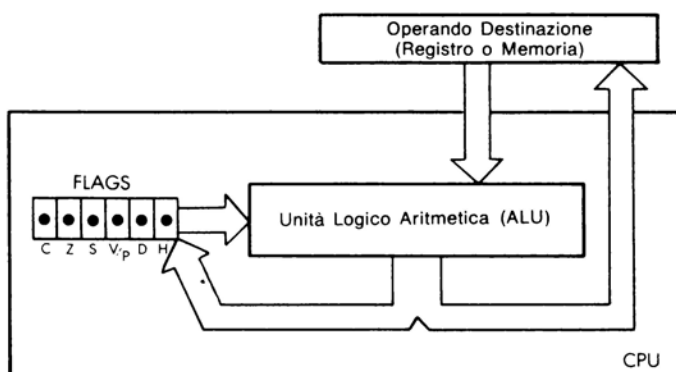 Operando Destinazione
(Registro o Memoria)
FLAGS
Unità Logico Aritmetica (ALU)
C Z S V/P D H
CPU